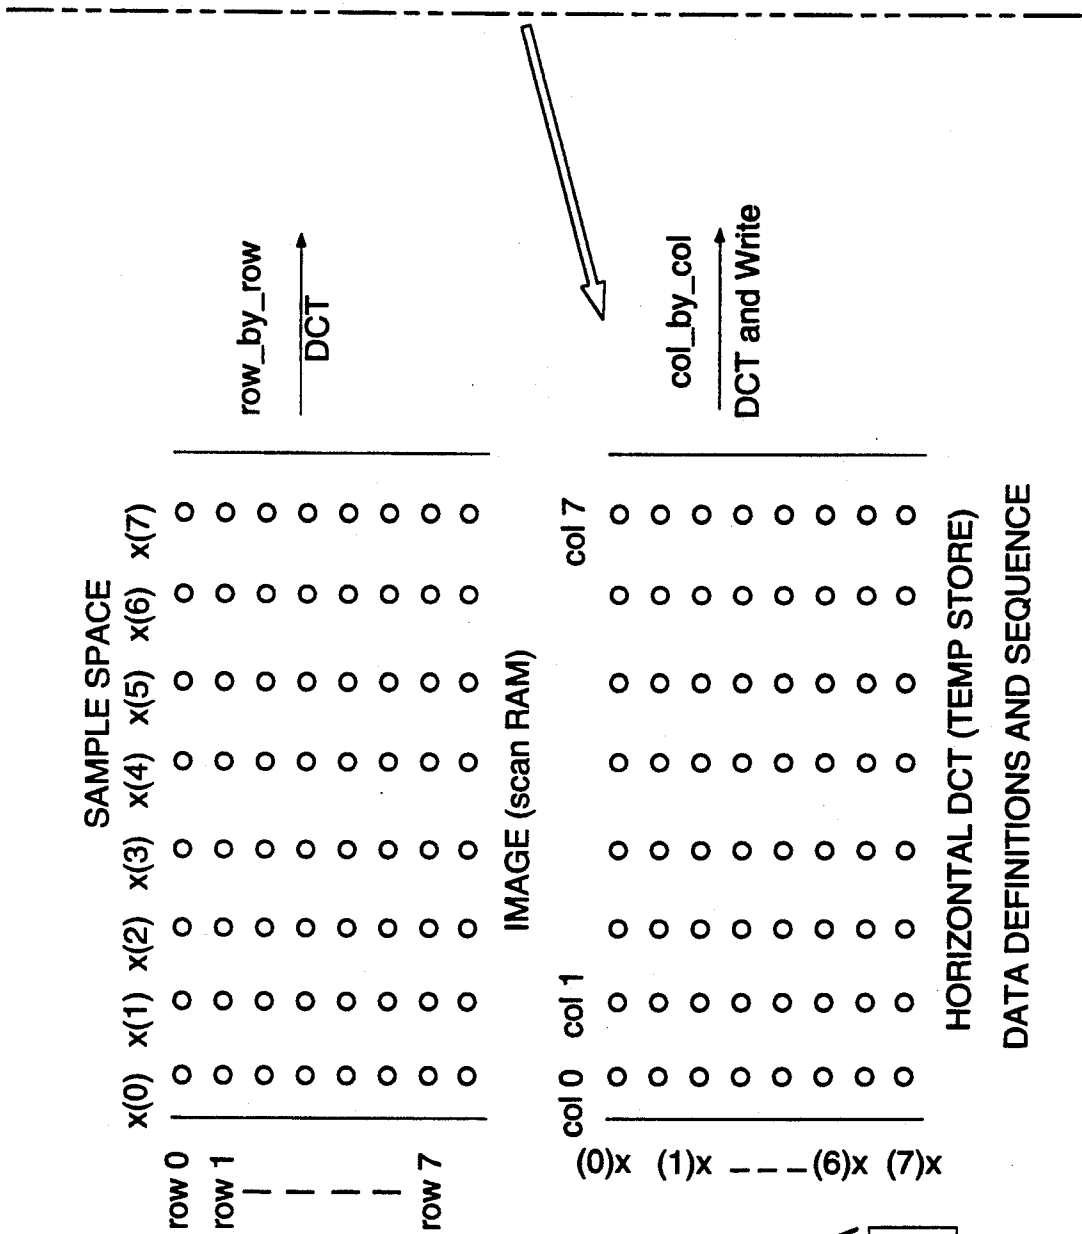 SAMPLE SPACE
x(0) x(1) x(2) x(3) x(4) x(5) x(6) x(7)
row 0
row 1
row 7
row_by_row
DCT
IMAGE (scan RAM)
col 0 col 1 col 7
(0)x (1)x (6)x (7)x
col_by_col
DCT and Write
HORIZONTAL DCT (TEMP STORE)
DATA DEFINITIONS AND SEQUENCE